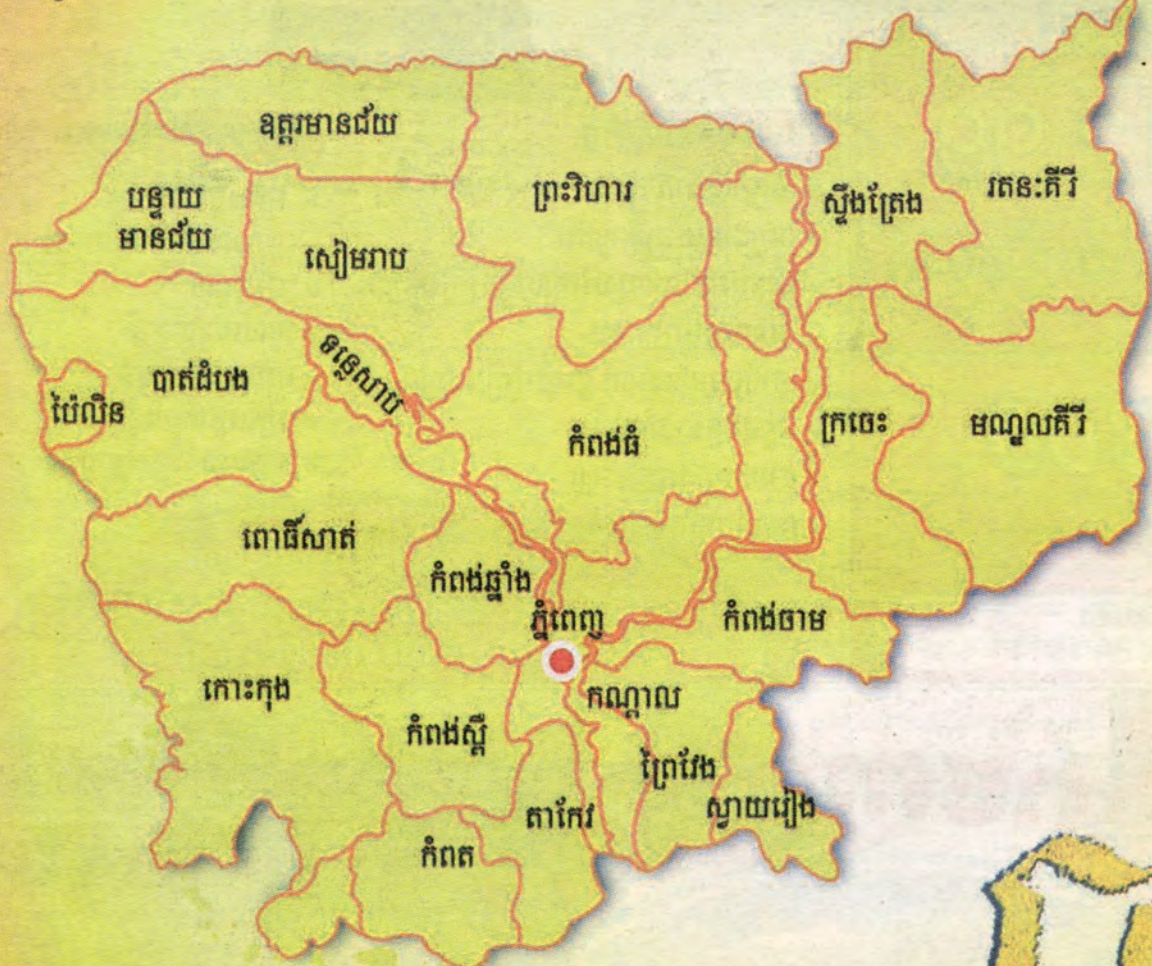 ឧត្តរមានជ័យ
បន្ទាយ
មានជ័យ
សៀមរាប
ព្រះវិហារ
ស្ទឹងត្រែង
រតនៈគីរី
ទន្លេសាប
បាត់ដំបង
ប៉ៃលិន
កំពង់ធំ
ក្រចេះ
មណ្ឌលគីរី
ពោធិ៍សាត់
កំពង់ឆ្នាំង
ភ្នំពេញ
កំពង់ចាម
កោះកុង
កំពង់ស្ពឺ
កណ្តាល
ព្រៃវែង
ស្វាយរៀង
តាកែវ
កំពត